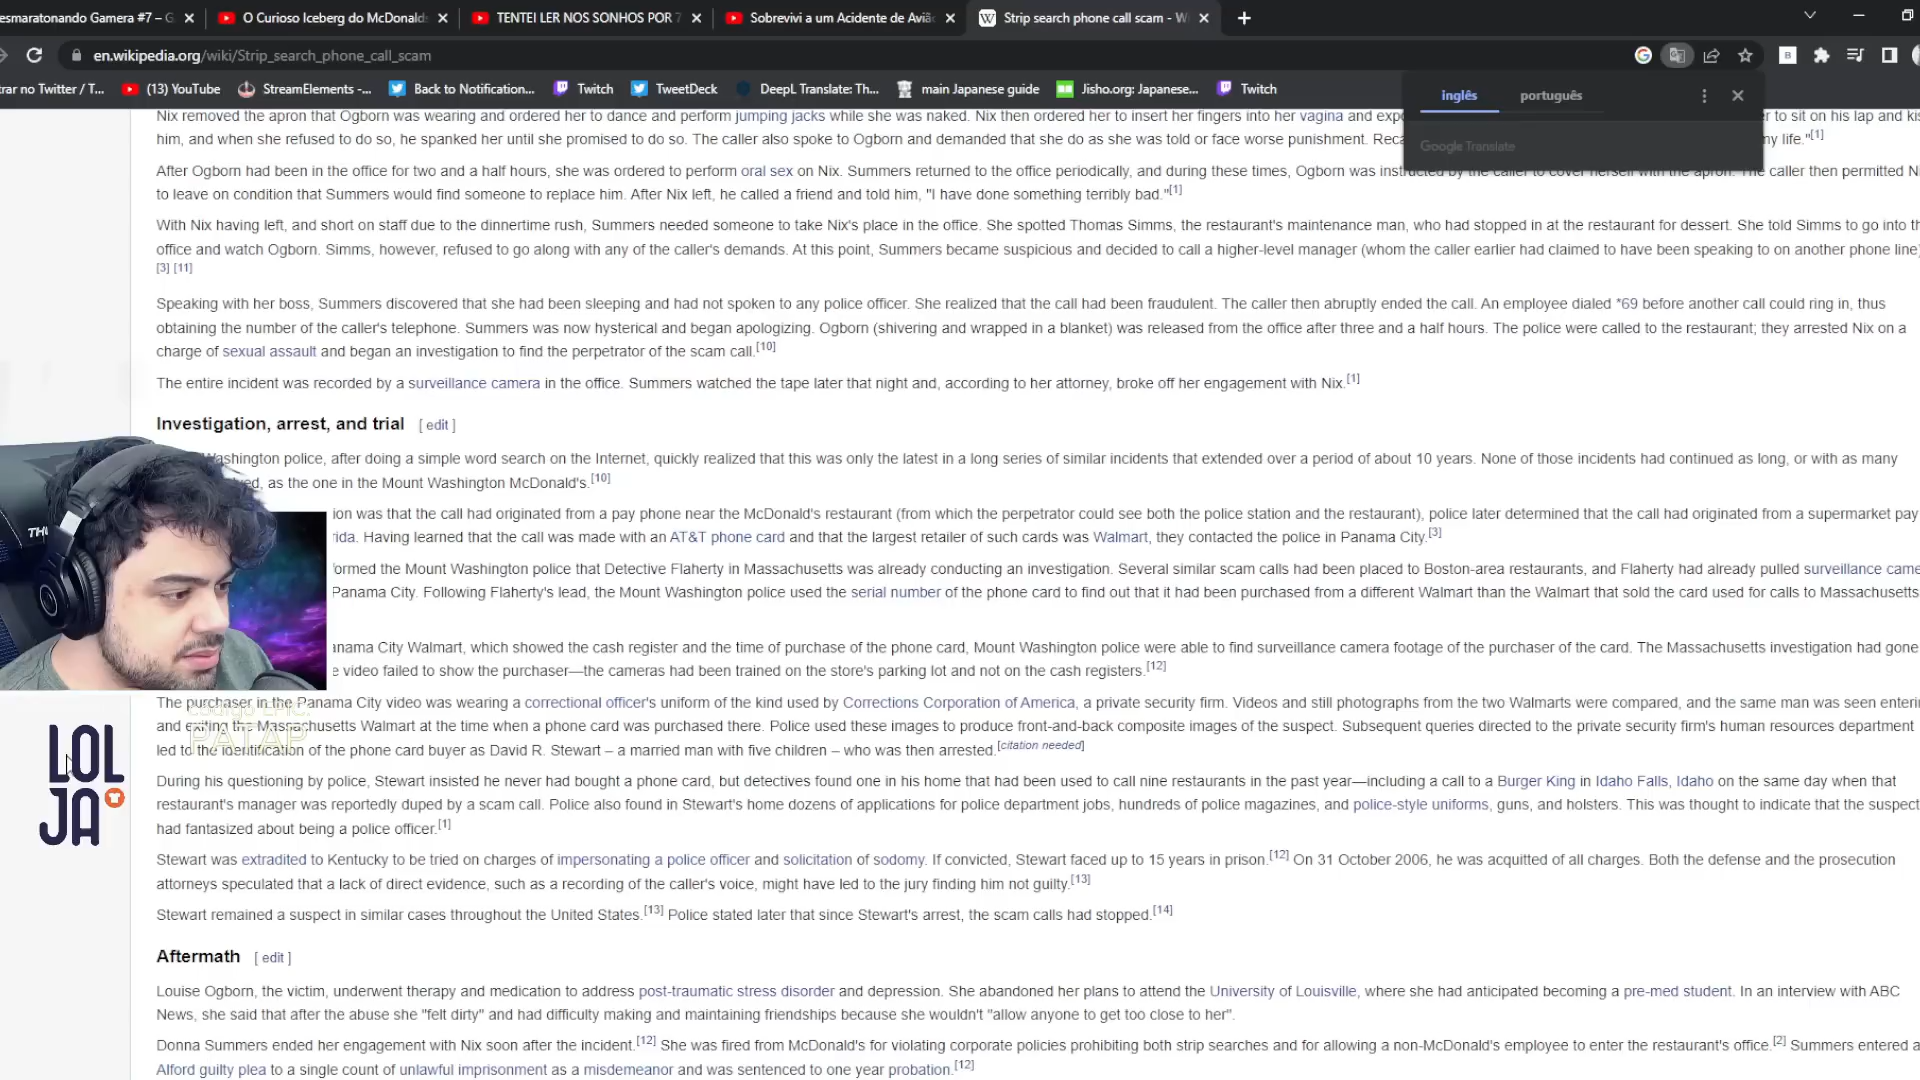 esmaratonando Gamera #7 – G
O Curioso Iceberg do McDonald
TENTEI LER NOS SONHOS POR 7
Sobrevivi a um Acidente de Aviã
Strip search phone call scam - W
en.wikipedia.org/wiki/Strip_search_phone_call_scam
trar no Twitter / T...
(13) YouTube
StreamElements -...
Back to Notification...
Twitch
TweetDeck
DeepL Translate: Th...
main Japanese guide
Jisho.org: Japanese...
Twitch
inglês português
Google Translate
Nix removed the apron that Ogborn was wearing and ordered her to dance and perform jumping jacks while she was naked. Nix then ordered her to insert her fingers into her vagina and exp
r to sit on his lap and kis
him, and when she refused to do so, he spanked her until she promised to do so. The caller also spoke to Ogborn and demanded that she do as she was told or face worse punishment. Reca
my life."[1]
After Ogborn had been in the office for two and a half hours, she was ordered to perform oral sex on Nix. Summers returned to the office periodically, and during these times, Ogborn was instructed by the caller to cover herself with the apron. The caller then permitted Ni
to leave on condition that Summers would find someone to replace him. After Nix left, he called a friend and told him, "I have done something terribly bad."[1]
With Nix having left, and short on staff due to the dinnertime rush, Summers needed someone to take Nix's place in the office. She spotted Thomas Simms, the restaurant's maintenance man, who had stopped in at the restaurant for dessert. She told Simms to go into th
office and watch Ogborn. Simms, however, refused to go along with any of the caller's demands. At this point, Summers became suspicious and decided to call a higher-level manager (whom the caller earlier had claimed to have been speaking to on another phone line)
[3] [11]
Speaking with her boss, Summers discovered that she had been sleeping and had not spoken to any police officer. She realized that the call had been fraudulent. The caller then abruptly ended the call. An employee dialed *69 before another call could ring in, thus
obtaining the number of the caller's telephone. Summers was now hysterical and began apologizing. Ogborn (shivering and wrapped in a blanket) was released from the office after three and a half hours. The police were called to the restaurant; they arrested Nix on a
charge of sexual assault and began an investigation to find the perpetrator of the scam call.[10]
The entire incident was recorded by a surveillance camera in the office. Summers watched the tape later that night and, according to her attorney, broke off her engagement with Nix.[1]
Investigation, arrest, and trial [ edit ]
Washington police, after doing a simple word search on the Internet, quickly realized that this was only the latest in a long series of similar incidents that extended over a period of about 10 years. None of those incidents had continued as long, or with as many
ed, as the one in the Mount Washington McDonald's.[10]
ion was that the call had originated from a pay phone near the McDonald's restaurant (from which the perpetrator could see both the police station and the restaurant), police later determined that the call had originated from a supermarket pay
rida. Having learned that the call was made with an AT&T phone card and that the largest retailer of such cards was Walmart, they contacted the police in Panama City.[3]
ormed the Mount Washington police that Detective Flaherty in Massachusetts was already conducting an investigation. Several similar scam calls had been placed to Boston-area restaurants, and Flaherty had already pulled surveillance came
Panama City. Following Flaherty's lead, the Mount Washington police used the serial number of the phone card to find out that it had been purchased from a different Walmart than the Walmart that sold the card used for calls to Massachusetts
anama City Walmart, which showed the cash register and the time of purchase of the phone card, Mount Washington police were able to find surveillance camera footage of the purchaser of the card. The Massachusetts investigation had gone
e video failed to show the purchaser—the cameras had been trained on the store's parking lot and not on the cash registers.[12]
The purchaser in the Panama City video was wearing a correctional officer's uniform of the kind used by Corrections Corporation of America, a private security firm. Videos and still photographs from the two Walmarts were compared, and the same man was seen enteri
and exiting the Massachusetts Walmart at the time when a phone card was purchased there. Police used these images to produce front-and-back composite images of the suspect. Subsequent queries directed to the private security firm's human resources department
led to the identification of the phone card buyer as David R. Stewart – a married man with five children – who was then arrested.[citation needed]
During his questioning by police, Stewart insisted he never had bought a phone card, but detectives found one in his home that had been used to call nine restaurants in the past year—including a call to a Burger King in Idaho Falls, Idaho on the same day when that
restaurant's manager was reportedly duped by a scam call. Police also found in Stewart's home dozens of applications for police department jobs, hundreds of police magazines, and police-style uniforms, guns, and holsters. This was thought to indicate that the suspect
had fantasized about being a police officer.[1]
Stewart was extradited to Kentucky to be tried on charges of impersonating a police officer and solicitation of sodomy. If convicted, Stewart faced up to 15 years in prison.[12] On 31 October 2006, he was acquitted of all charges. Both the defense and the prosecution
attorneys speculated that a lack of direct evidence, such as a recording of the caller's voice, might have led to the jury finding him not guilty.[13]
Stewart remained a suspect in similar cases throughout the United States.[13] Police stated later that since Stewart's arrest, the scam calls had stopped.[14]
Aftermath [ edit ]
Louise Ogborn, the victim, underwent therapy and medication to address post-traumatic stress disorder and depression. She abandoned her plans to attend the University of Louisville, where she had anticipated becoming a pre-med student. In an interview with ABC
News, she said that after the abuse she "felt dirty" and had difficulty making and maintaining friendships because she wouldn't "allow anyone to get too close to her".
Donna Summers ended her engagement with Nix soon after the incident.[12] She was fired from McDonald's for violating corporate policies prohibiting both strip searches and for allowing a non-McDonald's employee to enter the restaurant's office.[2] Summers entered a
Alford guilty plea to a single count of unlawful imprisonment as a misdemeanor and was sentenced to one year probation.[12]
LOL
JA
PATAP